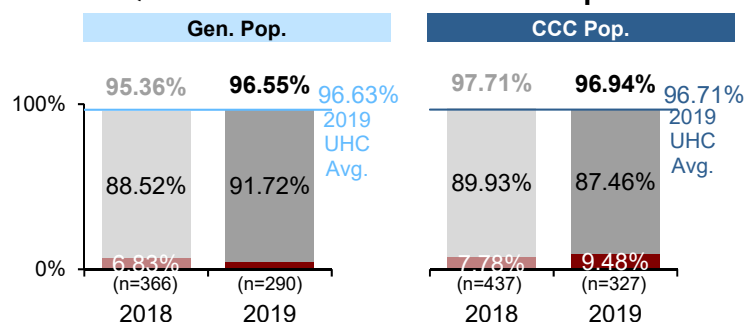 Gen. Pop.
CCC Pop.
95.36% 96.55% 96.63%
2019
UHC
Avg.
97.71% 96.94% 96.71%
2019
UHC
Avg.
100%
88.52% 91.72%
89.93% 87.46%
6.83%
7.78% 9.48%
0%
(n=366) (n=290)
(n=437) (n=327)
2018 2019
2018 2019